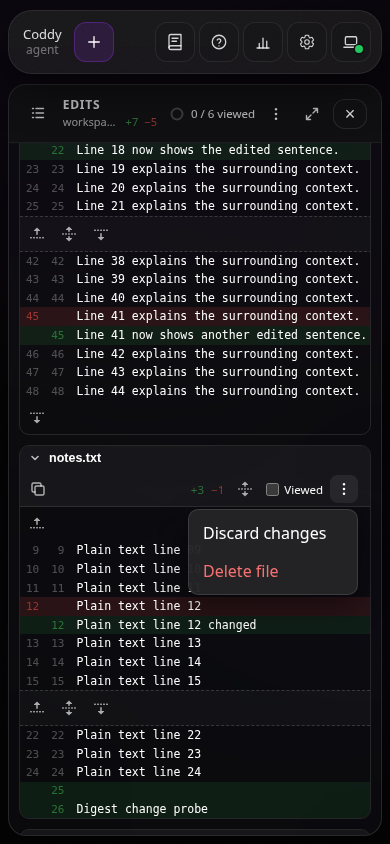 Coddy
agent
EDITS
workspa... +7 −5
0 / 6 viewed
22 Line 18 now shows the edited sentence.
23 23 Line 19 explains the surrounding context.
24 24 Line 20 explains the surrounding context.
25 25 Line 21 explains the surrounding context.
42 42 Line 38 explains the surrounding context.
43 43 Line 39 explains the surrounding context.
44 44 Line 40 explains the surrounding context.
45 Line 41 explains the surrounding context.
45 Line 41 now shows another edited sentence.
46 46 Line 42 explains the surrounding context.
47 47 Line 43 explains the surrounding context.
48 48 Line 44 explains the surrounding context.
notes.txt
+3 −1 Viewed
Discard changes
Delete file
9 9 Plain text line
10 10 Plain text line
11 11 Plain text line
12 Plain text line 12
12 Plain text line 12 changed
13 13 Plain text line 13
14 14 Plain text line 14
15 15 Plain text line 15
22 22 Plain text line 22
23 23 Plain text line 23
24 24 Plain text line 24
25
26 Digest change probe